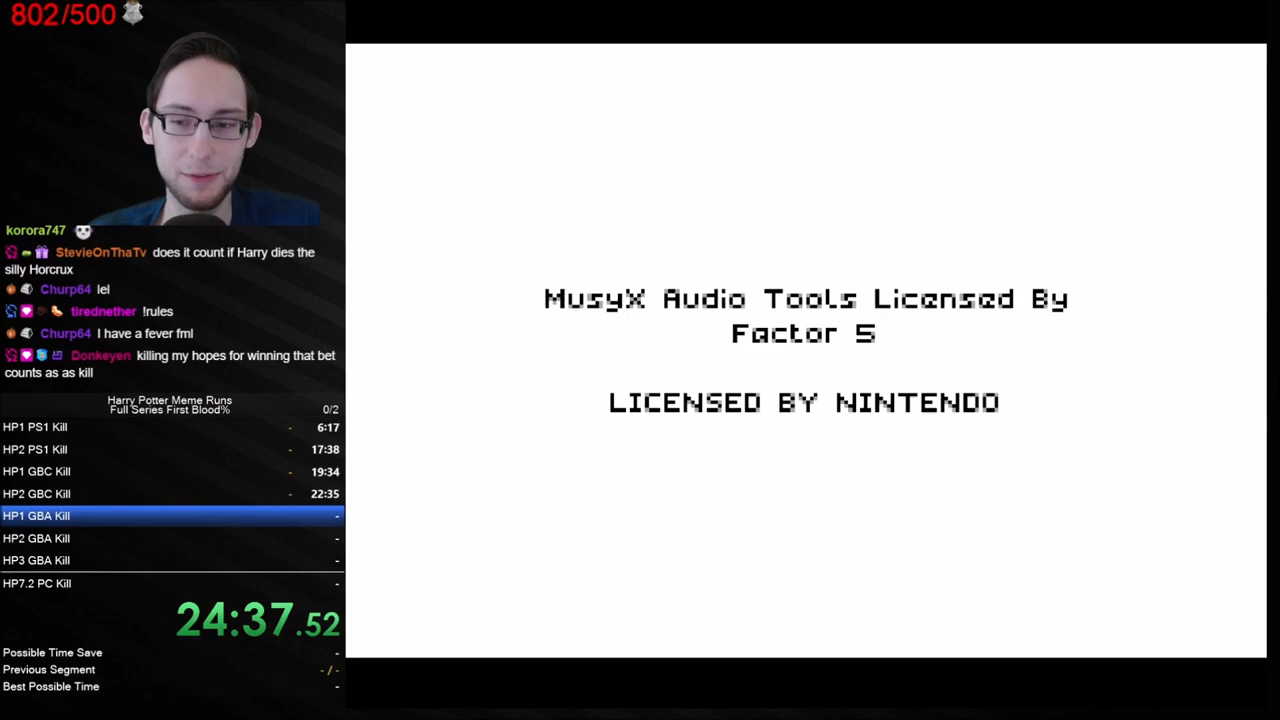 802/500
korora747
StevieOnThaTv does it count if Harry dies the
silly Horcrux
Churp64 lel
tirednether !rules
Churp64 I have a fever fml
Donkeyen killing my hopes for winning that bet
counts as as kill
Harry Potter Meme Runs
Full Series First Blood% 0/2
HP1 PS1 Kill - 6:17
HP2 PS1 Kill - 17:38
HP1 GBC Kill - 19:34
HP2 GBC Kill - 22:35
HP1 GBA Kill -
HP2 GBA Kill -
HP3 GBA Kill -
HP7.2 PC Kill -
24:37.52
Possible Time Save -
Previous Segment - / -
Best Possible Time -
MusyX Audio Tools Licensed By
Factor 5
LICENSED BY NINTENDO